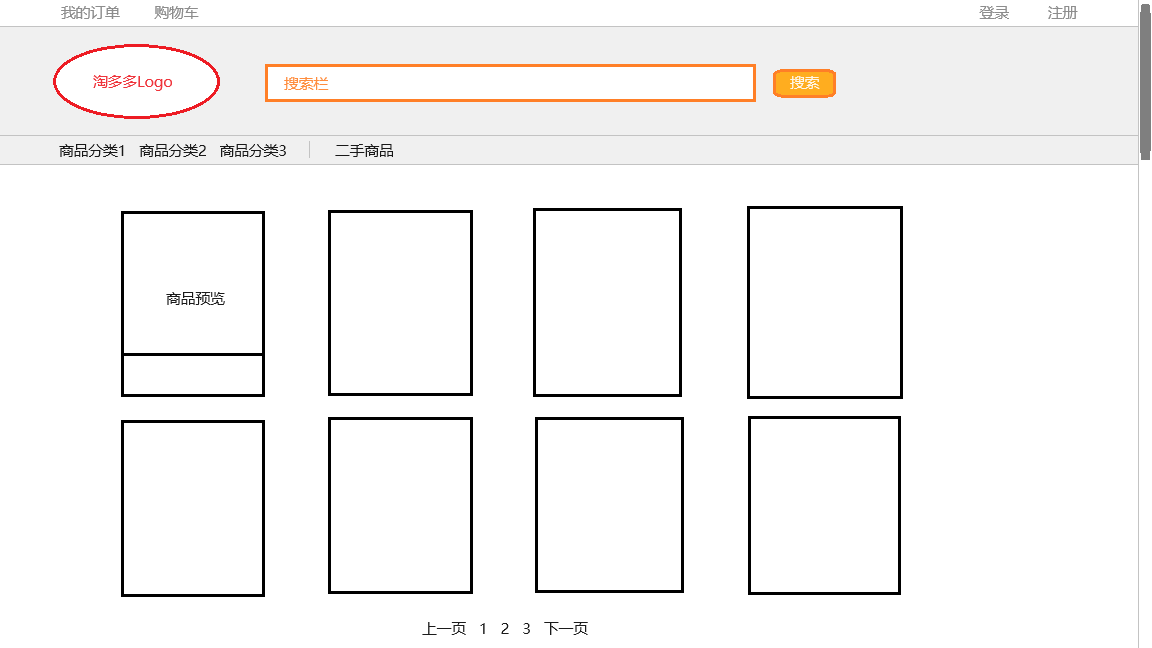 我的订单 购物车 登录 注册
淘多多Logo 搜索栏 搜索
商品分类1 商品分类2 商品分类3 二手商品
商品预览
上一页 1 2 3 下一页